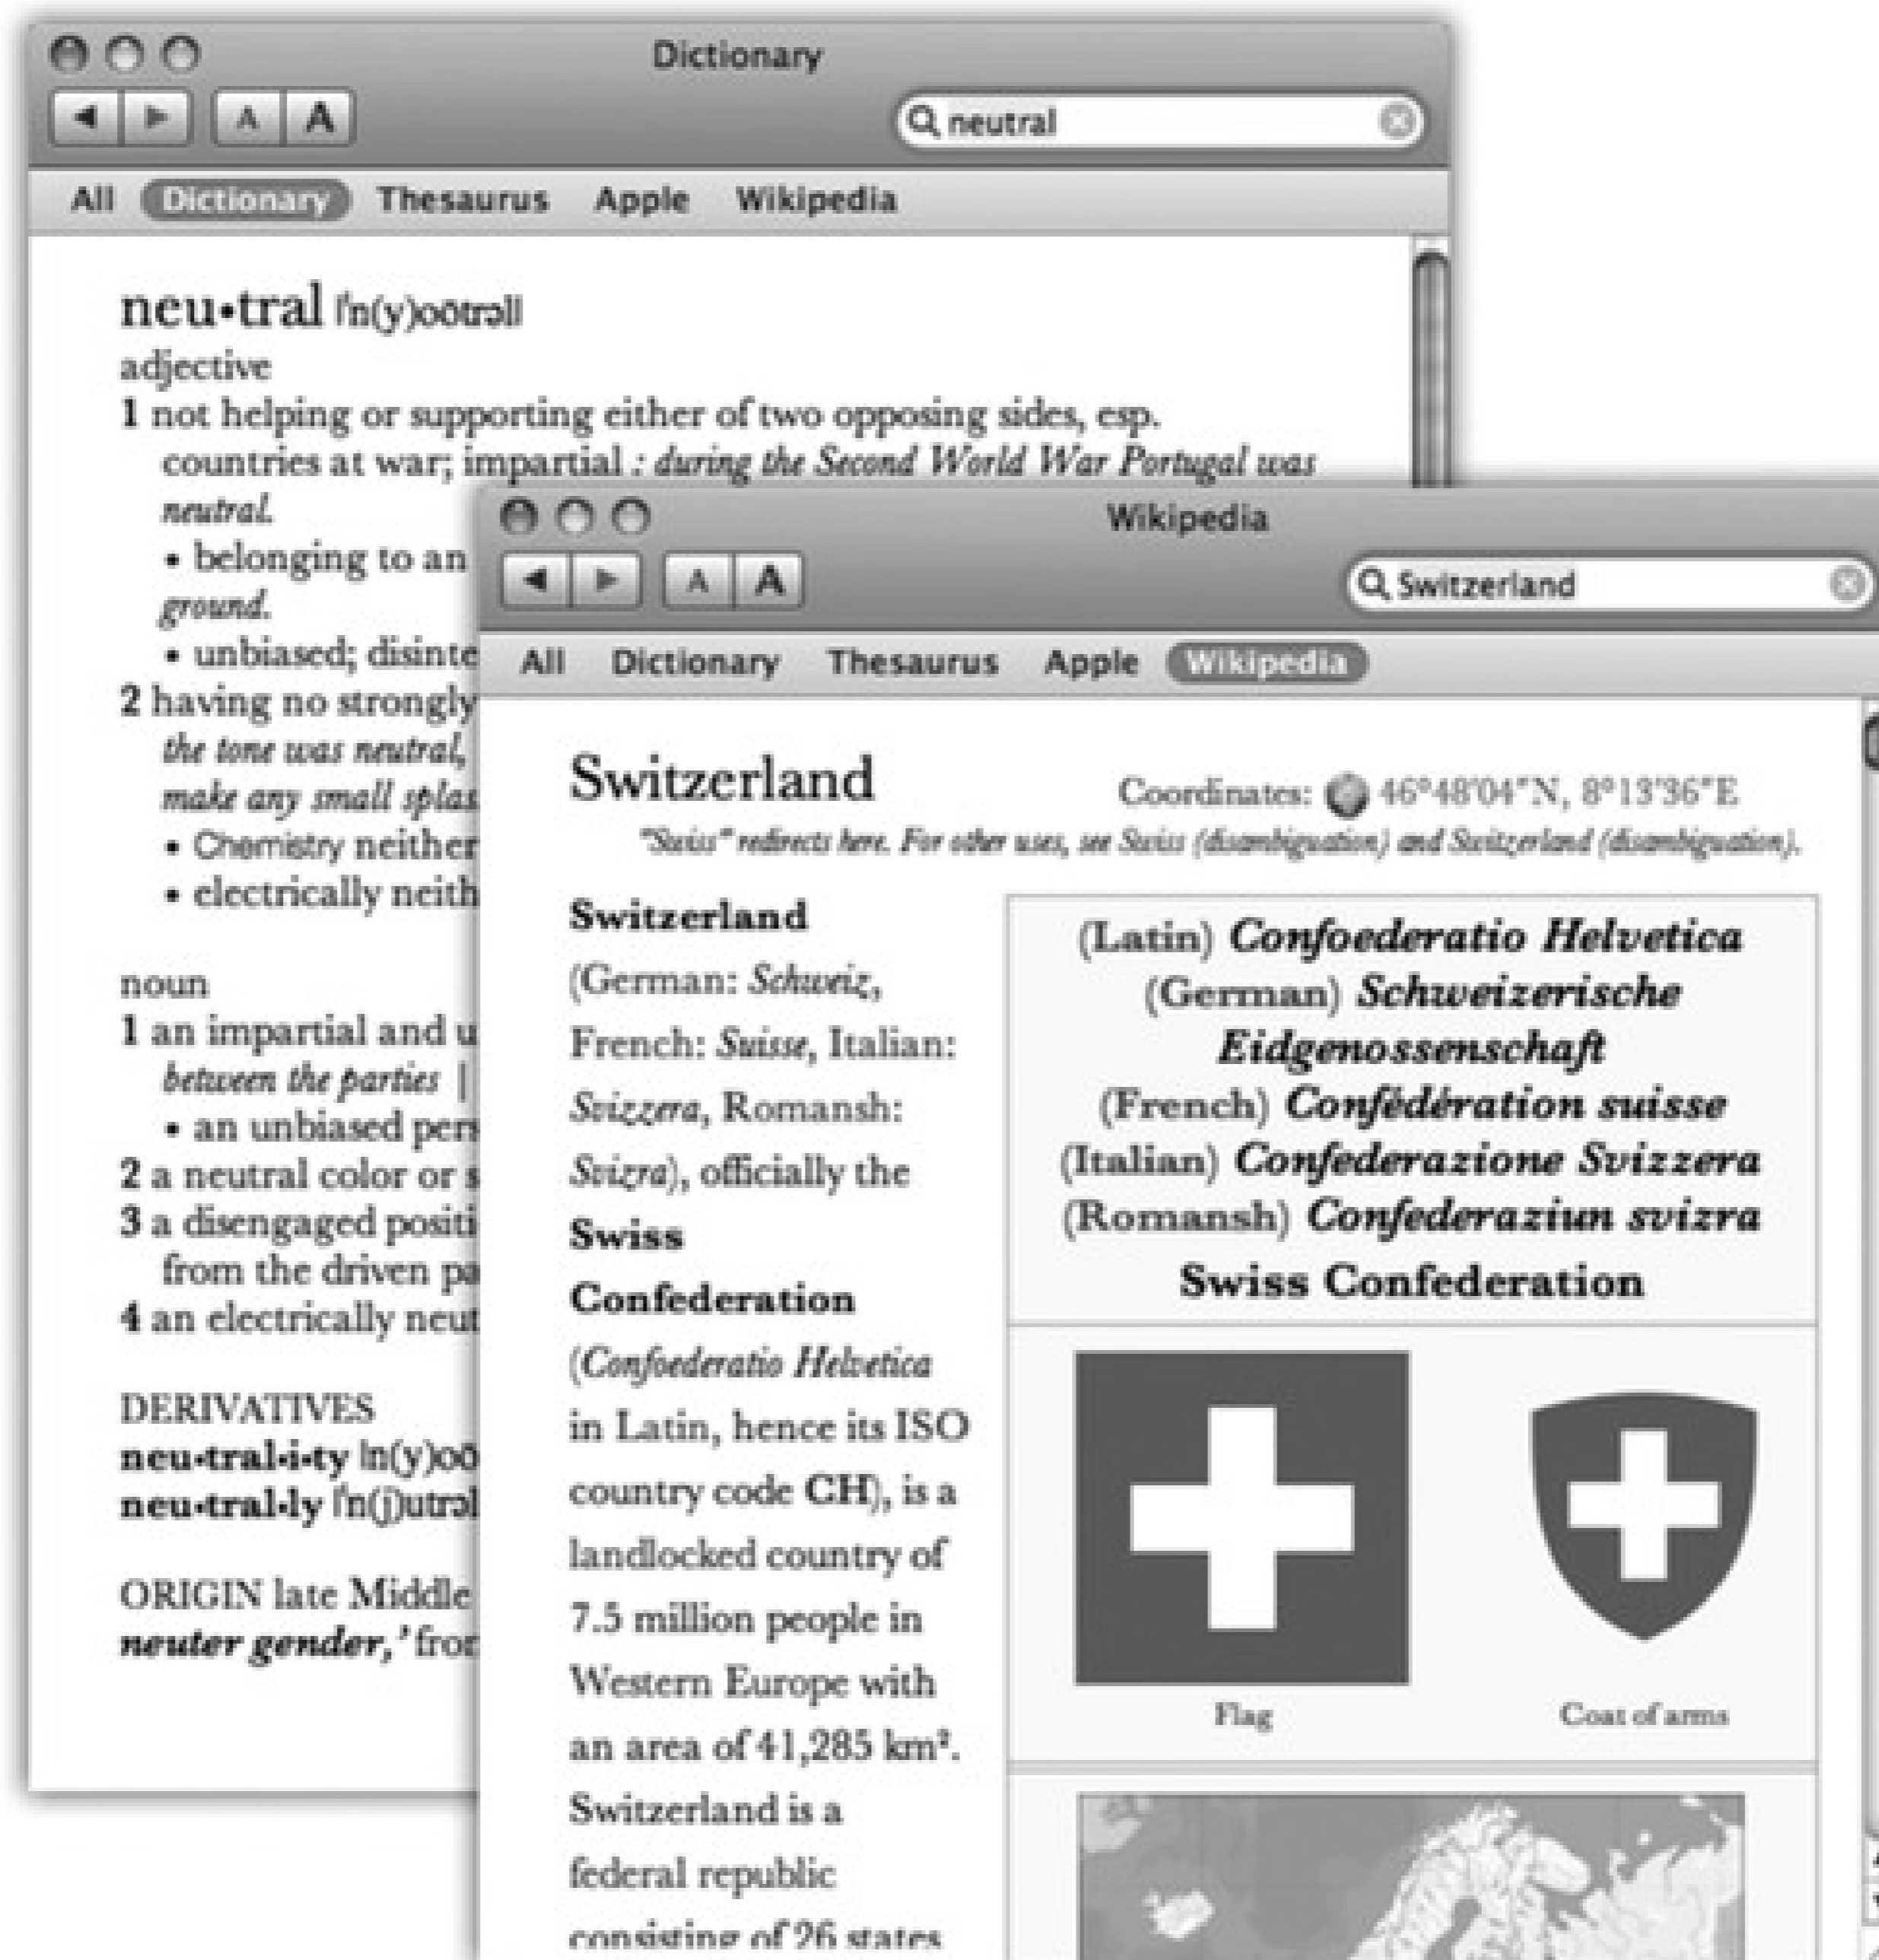 Dictionary
A A
neutral
All Dictionary Thesaurus Apple Wikipedia
neu•tral |ˈn(y)o͞otrəl|
adjective
1 not helping or supporting either of two opposing sides, esp.
countries at war; impartial : during the Second World War Portugal was
neutral.
• belonging to an
ground.
• unbiased;
2 having no strongly
the tone was neutral,
make any small
• Chemistry neither
• electrically
noun
1 an impartial and
between the parties |
• an unbiased
2 a neutral color or
3 a disengaged
from the driven
4 an electrically
DERIVATIVES
neu•tral•i•ty
neu•tral•ly
ORIGIN late Middle
neuter gender,'
Wikipedia
A A
Switzerland
All Dictionary Thesaurus Apple Wikipedia
Switzerland
Coordinates: 46°48′04″N, 8°13′36″E
"Swiss" redirects here. For other uses, see Swiss (disambiguation) and Switzerland (disambiguation).
Switzerland
(German: Schweiz,
French: Suisse, Italian:
Svizzera, Romansh:
Svizra), officially the
Swiss
Confederation
(Confoederatio Helvetica
in Latin, hence its ISO
country code CH), is a
landlocked country of
7.5 million people in
Western Europe with
an area of 41,285 km².
Switzerland is a
federal republic
consisting of 26 states
(Latin) Confoederatio Helvetica
(German) Schweizerische
Eidgenossenschaft
(French) Confédération suisse
(Italian) Confederazione Svizzera
(Romansh) Confederaziun svizra
Swiss Confederation
Flag
Coat of arms